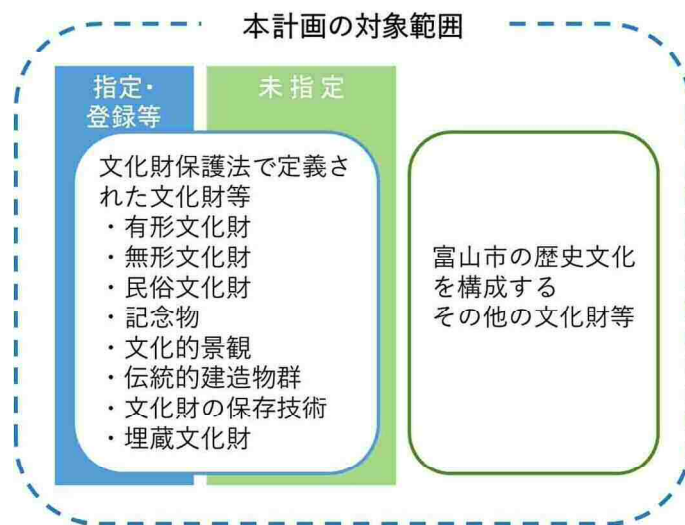 本計画の対象範囲
指定・
登録等
未指定
文化財保護法で定義され
た文化財等
・有形文化財
・無形文化財
・民俗文化財
・記念物
・文化的景観
・伝統的建造物群
・文化財の保存技術
・埋蔵文化財
富山市の歴史文化
を構成する
その他の文化財等